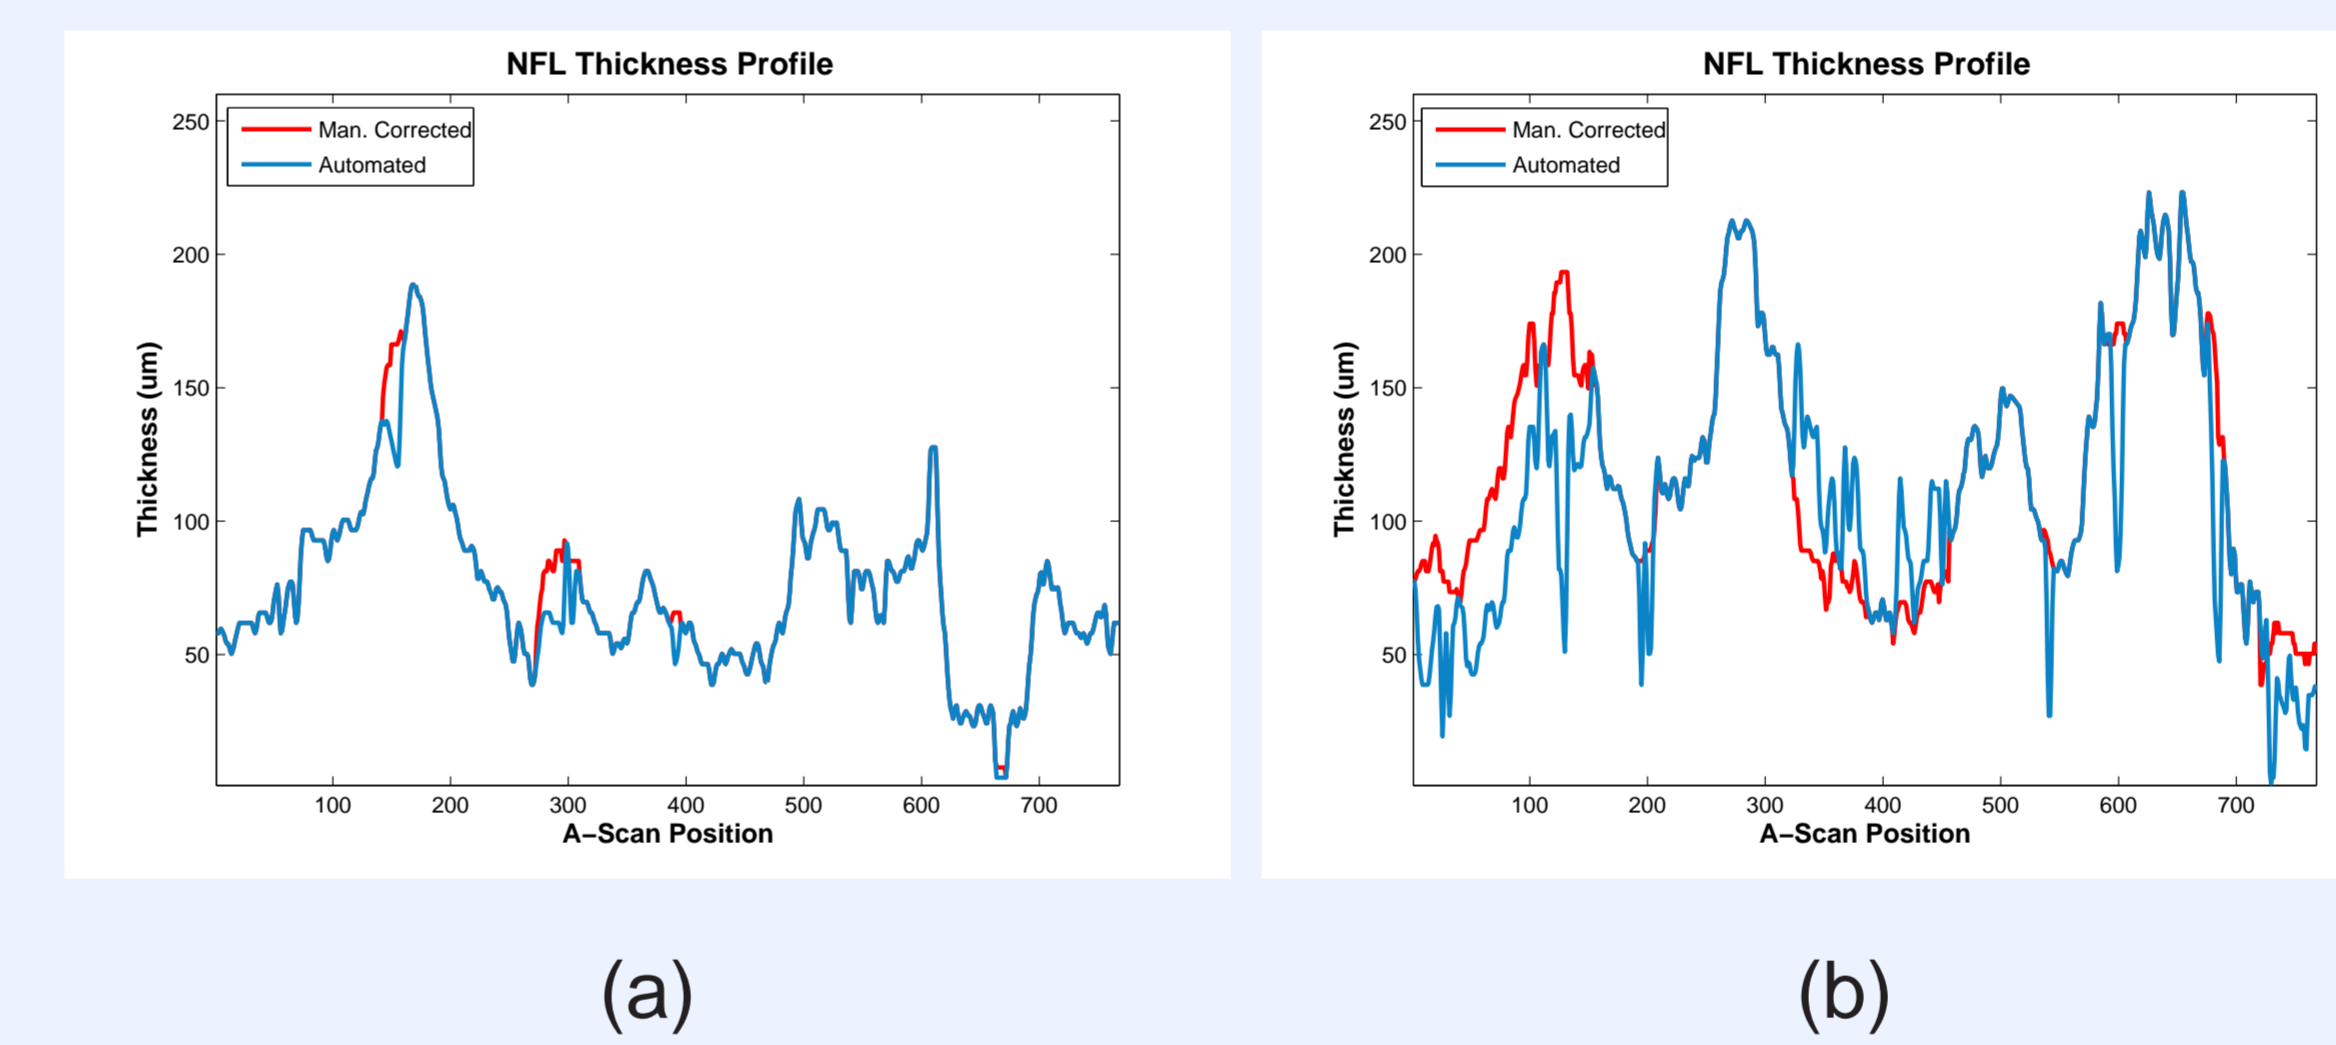 NFL Thickness Profile
Man. Corrected
Automated
250
200
150
100
50
Thickness (um)
100 200 300 400 500 600 700
A–Scan Position
(a)
NFL Thickness Profile
Man. Corrected
Automated
250
200
150
100
50
Thickness (um)
100 200 300 400 500 600 700
A–Scan Position
(b)